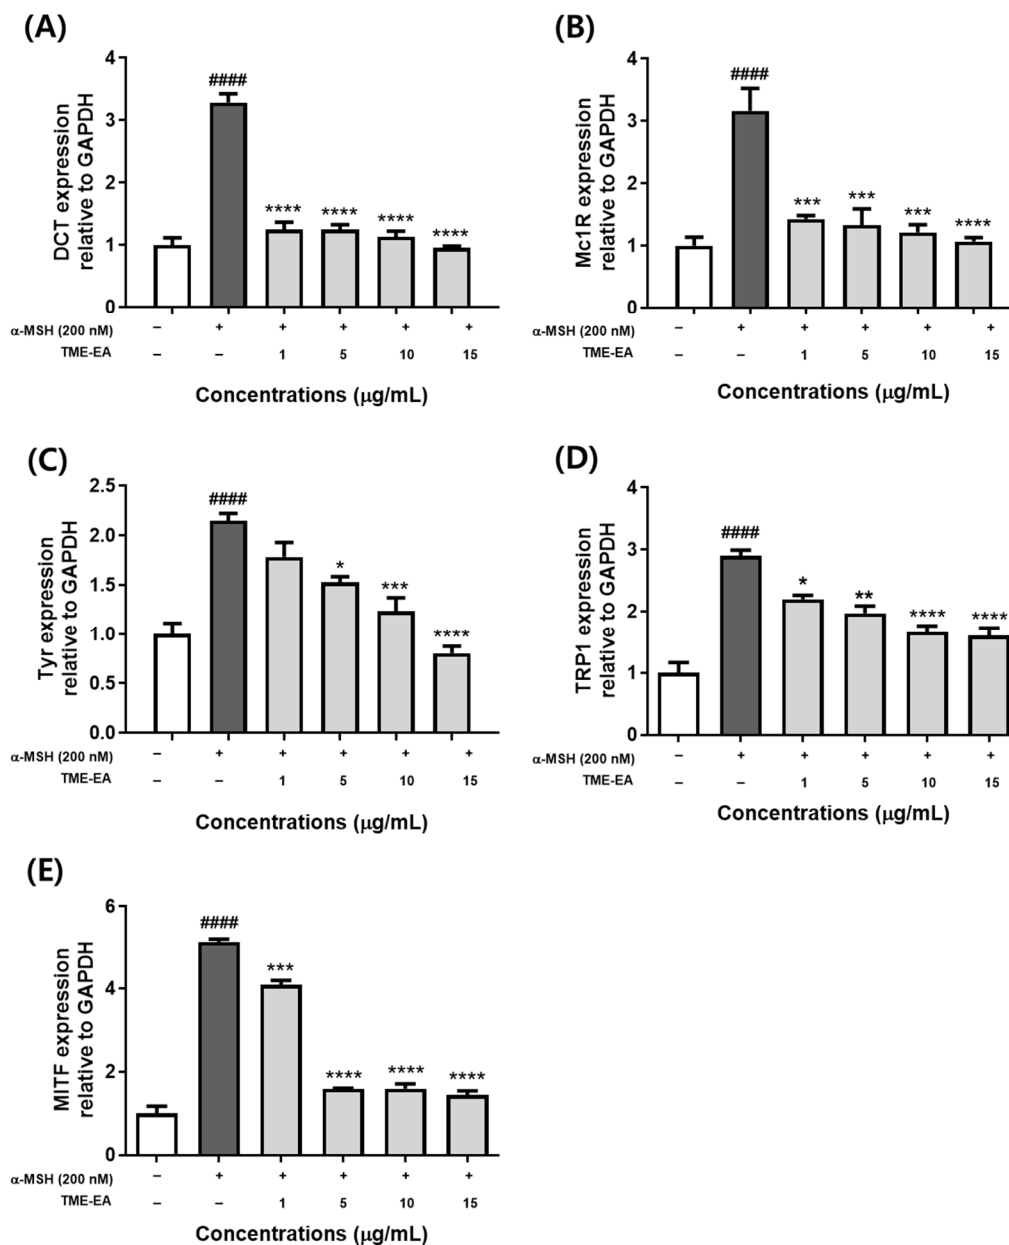 (A)
DCT expression
relative to GAPDH
4
3
2
1
0
####
**** **** **** ****
α-MSH (200 nM) – + + + + +
TME-EA – – 1 5 10 15
Concentrations (μg/mL)
(B)
Mc1R expression
relative to GAPDH
4
3
2
1
0
####
*** *** *** ****
α-MSH (200 nM) – + + + + +
TME-EA – – 1 5 10 15
Concentrations (μg/mL)
(C)
Tyr expression
relative to GAPDH
2.5
2.0
1.5
1.0
0.5
0.0
####
* *** ****
α-MSH (200 nM) – + + + + +
TME-EA – – 1 5 10 15
Concentrations (μg/mL)
(D)
TRP1 expression
relative to GAPDH
4
3
2
1
0
####
* ** **** ****
α-MSH (200 nM) – + + + + +
TME-EA – – 1 5 10 15
Concentrations (μg/mL)
(E)
MITF expression
relative to GAPDH
6
4
2
0
####
*** **** **** ****
α-MSH (200 nM) – + + + + +
TME-EA – – 1 5 10 15
Concentrations (μg/mL)